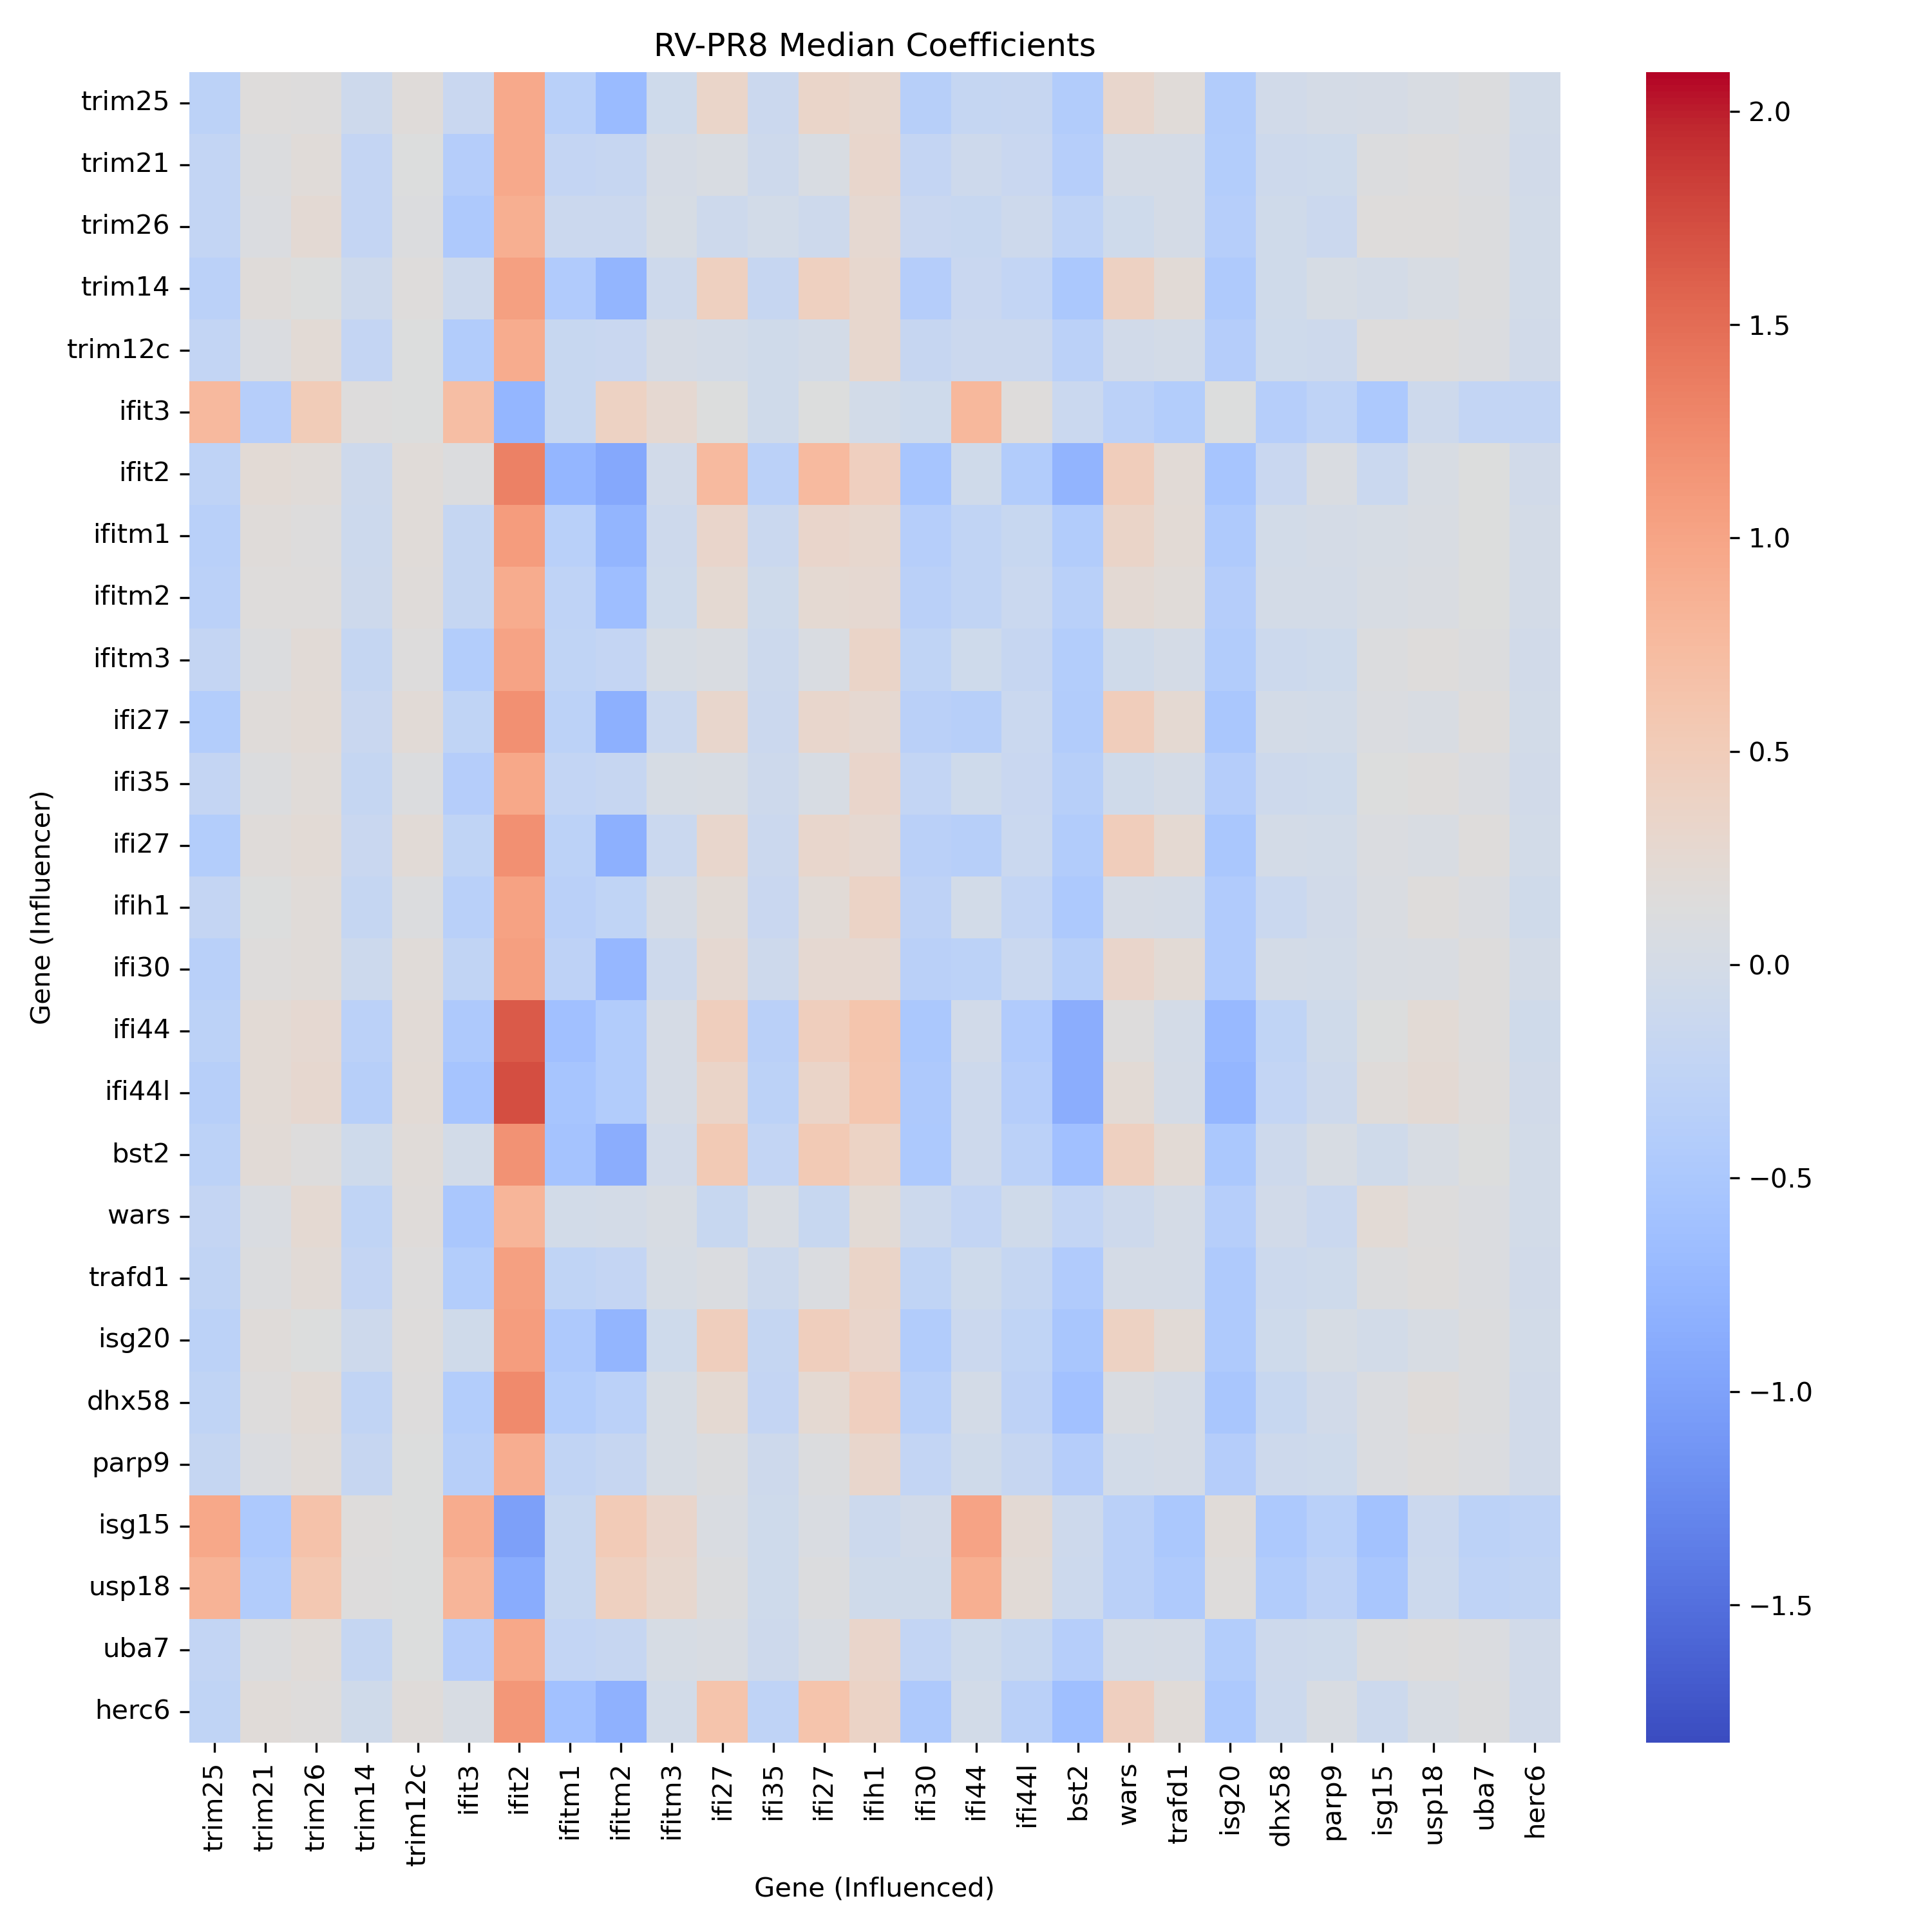 RV-PR8 Median Coefficients
trim25
trim21
trim26
trim14
trim12c
ifit3
ifit2
ifitm1
ifitm2
ifitm3
ifi27
ifi35
ifi27
ifih1
ifi30
ifi44
ifi44l
bst2
wars
trafd1
isg20
dhx58
parp9
isg15
usp18
uba7
herc6
Gene (Influencer)
trim25
trim21
trim26
trim14
trim12c
ifit3
ifit2
ifitm1
ifitm2
ifitm3
ifi27
ifi35
ifi27
ifih1
ifi30
ifi44
ifi44l
bst2
wars
trafd1
isg20
dhx58
parp9
isg15
usp18
uba7
herc6
Gene (Influenced)
2.0
1.5
1.0
0.5
0.0
−0.5
−1.0
−1.5